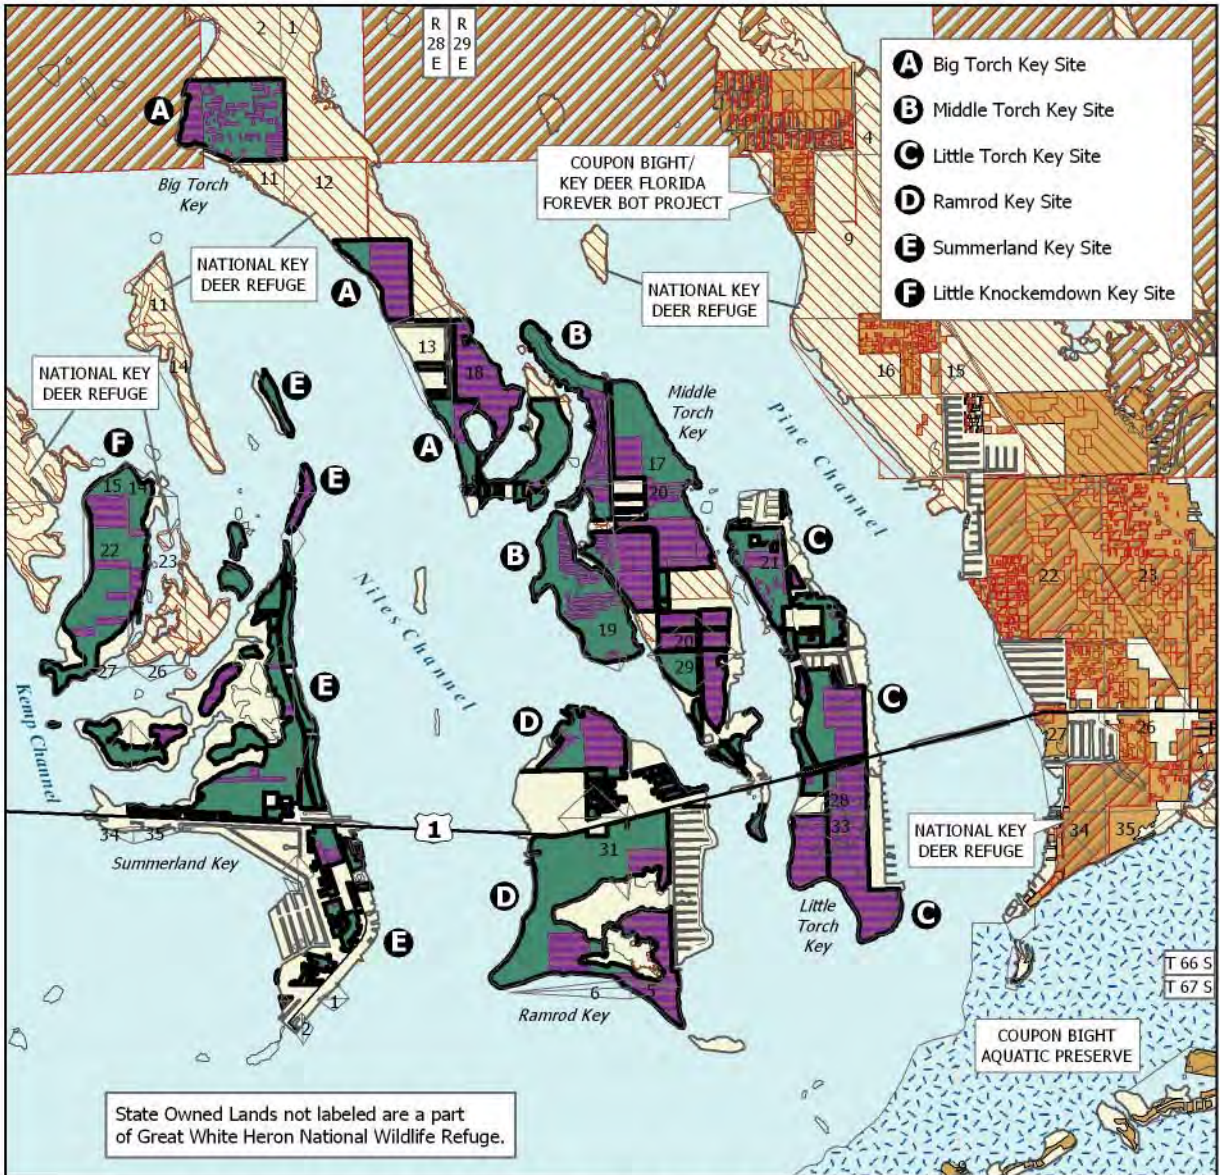 2
1
R
28
E
R
29
E
A Big Torch Key Site
B Middle Torch Key Site
C Little Torch Key Site
D Ramrod Key Site
E Summerland Key Site
F Little Knockemdown Key Site
A
4
COUPON BIGHT/
KEY DEER FLORIDA
FOREVER BOT PROJECT
11
12
Big Torch
Key
9
NATIONAL KEY
DEER REFUGE
A
NATIONAL KEY
DEER REFUGE
11
14
13
B
18
16
15
NATIONAL KEY
DEER REFUGE
E
Middle
Torch
Key
Pine Channel
F
A
17
15
14
E
20
22
23
B
C
21
22
23
Niles Channel
19
20
29
27
26
E
C
Kemp Channel
D
27
26
34
35
1
28
33
31
NATIONAL KEY
DEER REFUGE
34
35
Summerland Key
D
Little
Torch
Key
C
E
T 66 S
T 67 S
1
2
6
5
Ramrod Key
COUPON BIGHT
AQUATIC PRESERVE
State Owned Lands not labeled are a part
of Great White Heron National Wildlife Refuge.